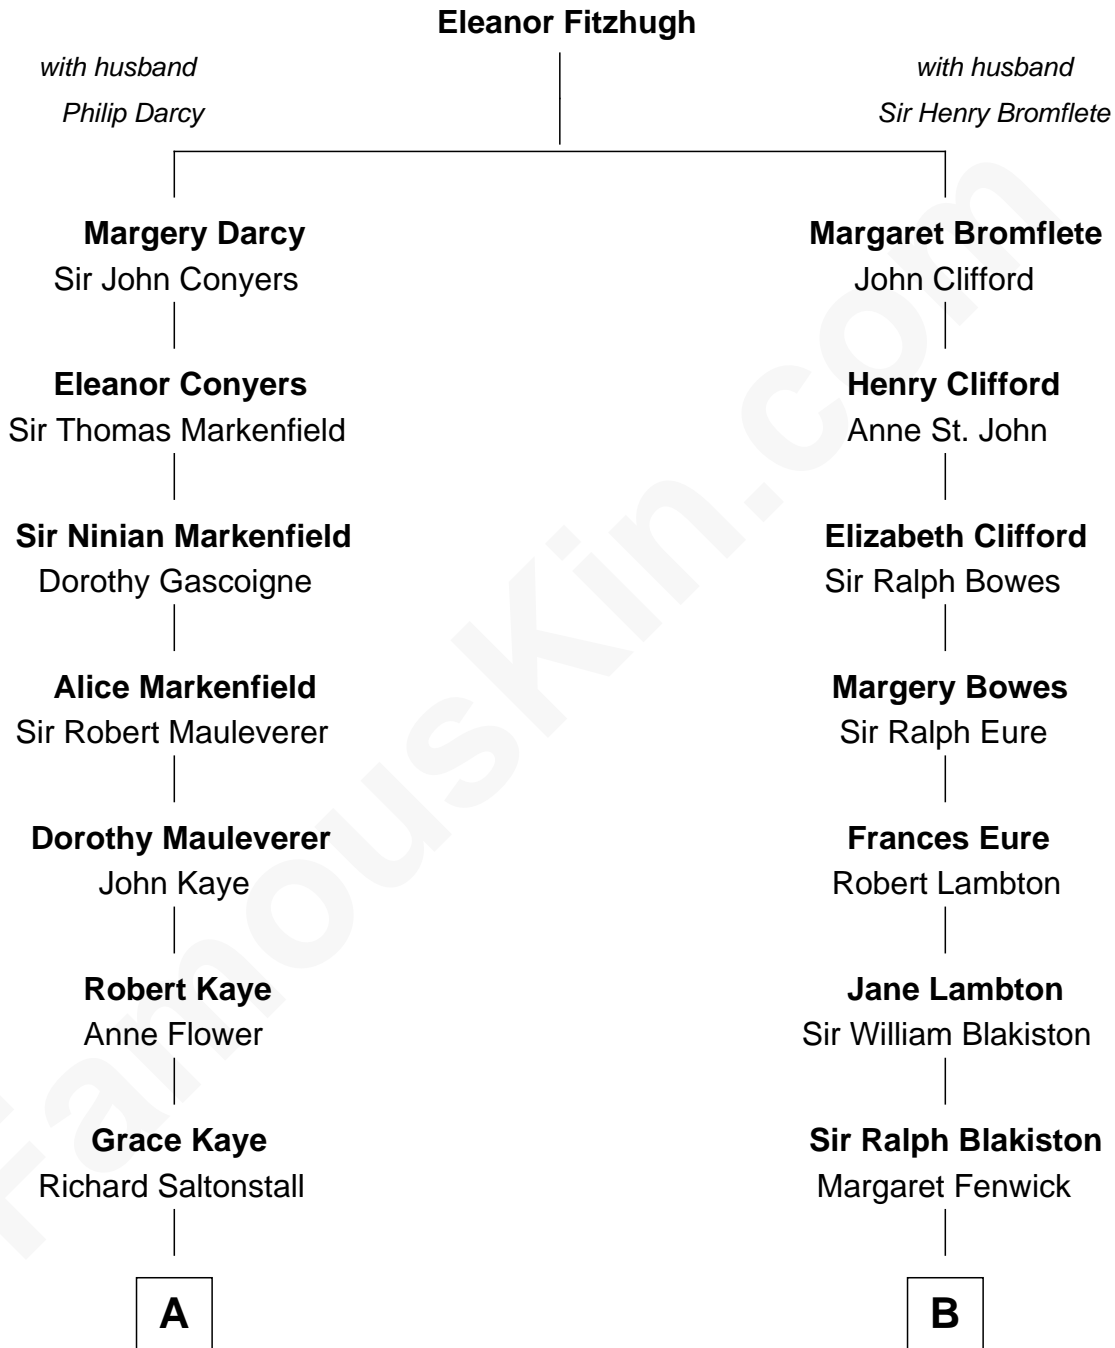 Eleanor Fitzhugh
with husband
Philip Darcy
with husband
Sir Henry Bromflete
Margery Darcy
Sir John Conyers
Margaret Bromflete
John Clifford
Eleanor Conyers
Sir Thomas Markenfield
Henry Clifford
Anne St. John
Sir Ninian Markenfield
Dorothy Gascoigne
Elizabeth Clifford
Sir Ralph Bowes
Alice Markenfield
Sir Robert Mauleverer
Margery Bowes
Sir Ralph Eure
Dorothy Mauleverer
John Kaye
Frances Eure
Robert Lambton
Robert Kaye
Anne Flower
Jane Lambton
Sir William Blakiston
Grace Kaye
Richard Saltonstall
Sir Ralph Blakiston
Margaret Fenwick
A
B
FamousKin.com